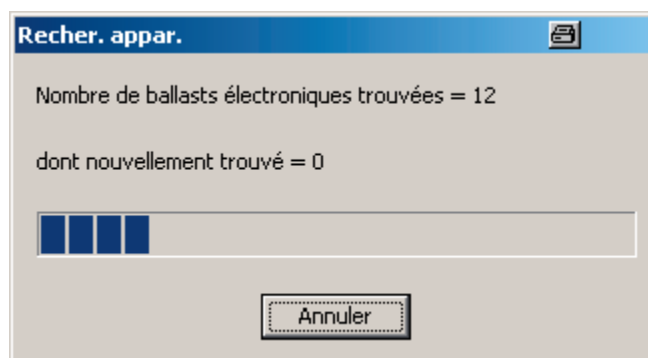 Recher. appar.
Nombre de ballasts électroniques trouvées = 12
dont nouvellement trouvé = 0
Annuler